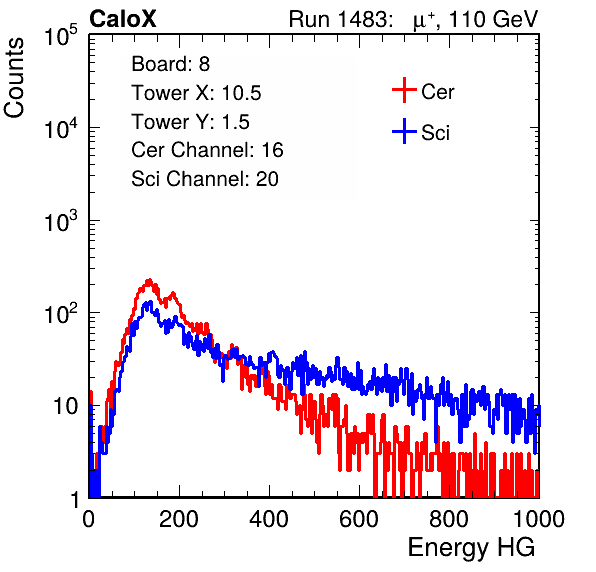 CaloX Run 1483: μ⁺, 110 GeV
Counts
10⁵
10⁴
10³
10²
10
1
Board: 8
Tower X: 10.5
Tower Y: 1.5
Cer Channel: 16
Sci Channel: 20
Cer
Sci
0 200 400 600 800 1000
Energy HG